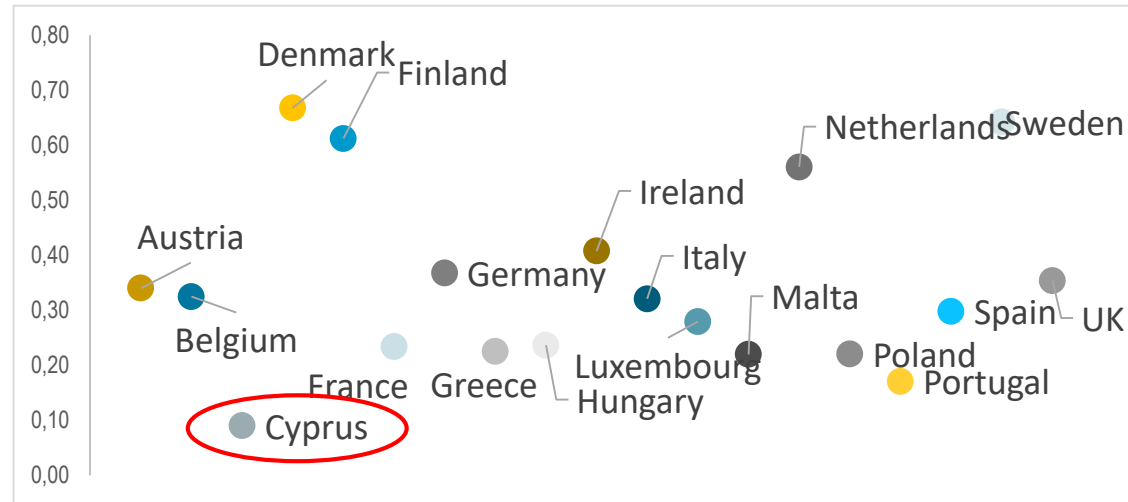 0,80
0,70
0,60
0,50
0,40
0,30
0,20
0,10
0,00
Denmark
Finland
Netherlands
Sweden
Ireland
Austria
Italy
Germany
Malta
Spain
UK
Belgium
Luxembourg
Poland
France
Greece
Portugal
Hungary
Cyprus